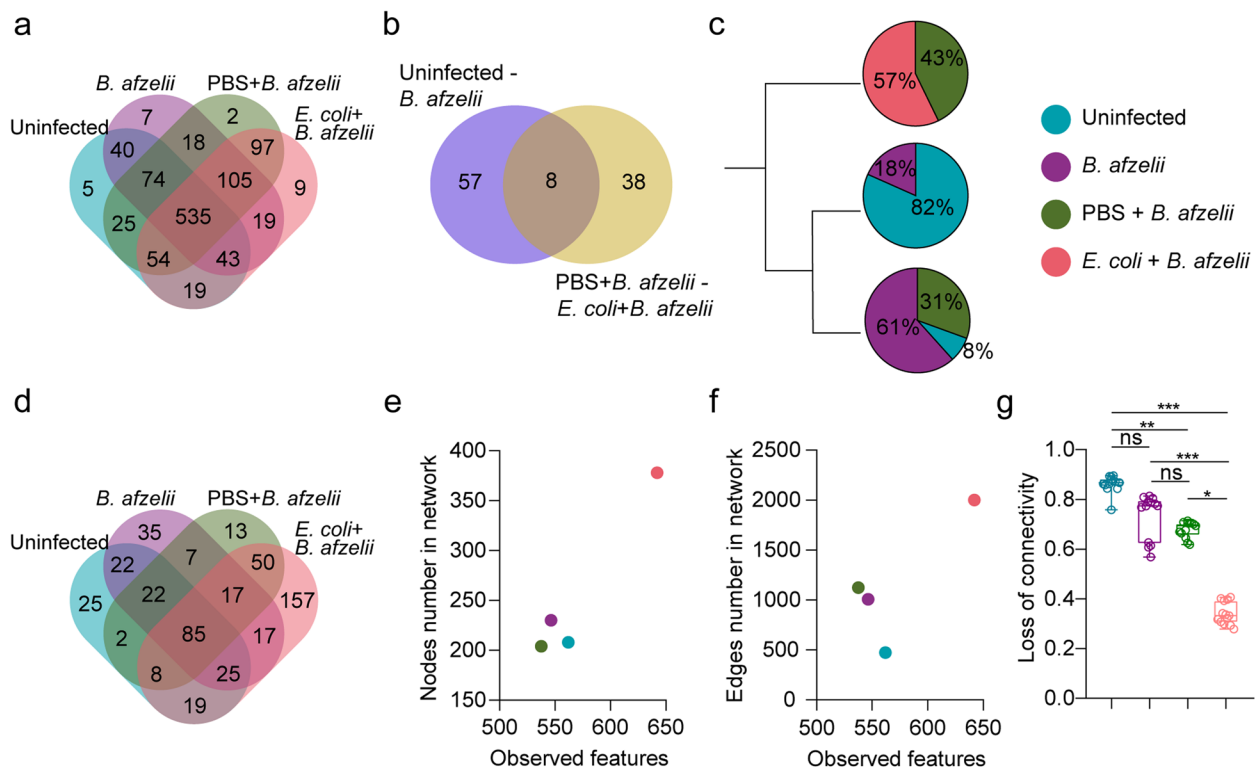 a
B. afzelii
PBS+B. afzelii
Uninfected
E. coli+
B. afzelii
7
2
40
18
97
5
74
105
9
535
25
19
54
43
19
b
Uninfected -
B. afzelii
57
8
38
PBS+B. afzelii -
E. coli+B. afzelii
c
43%
57%
18%
82%
31%
61%
8%
Uninfected
B. afzelii
PBS + B. afzelii
E. coli + B. afzelii
d
B. afzelii
PBS+B. afzelii
Uninfected
E. coli+
B. afzelii
35
13
22
7
50
25
22
17
157
85
2
17
8
25
19
e
Nodes number in network
400
350
300
250
200
150
500 550 600 650
Observed features
f
Edges number in network
2500
2000
1500
1000
500
0
500 550 600 650
Observed features
g
Loss of connectivity
1.0
0.8
0.6
0.4
0.2
0.0
***
**
ns
***
ns
*